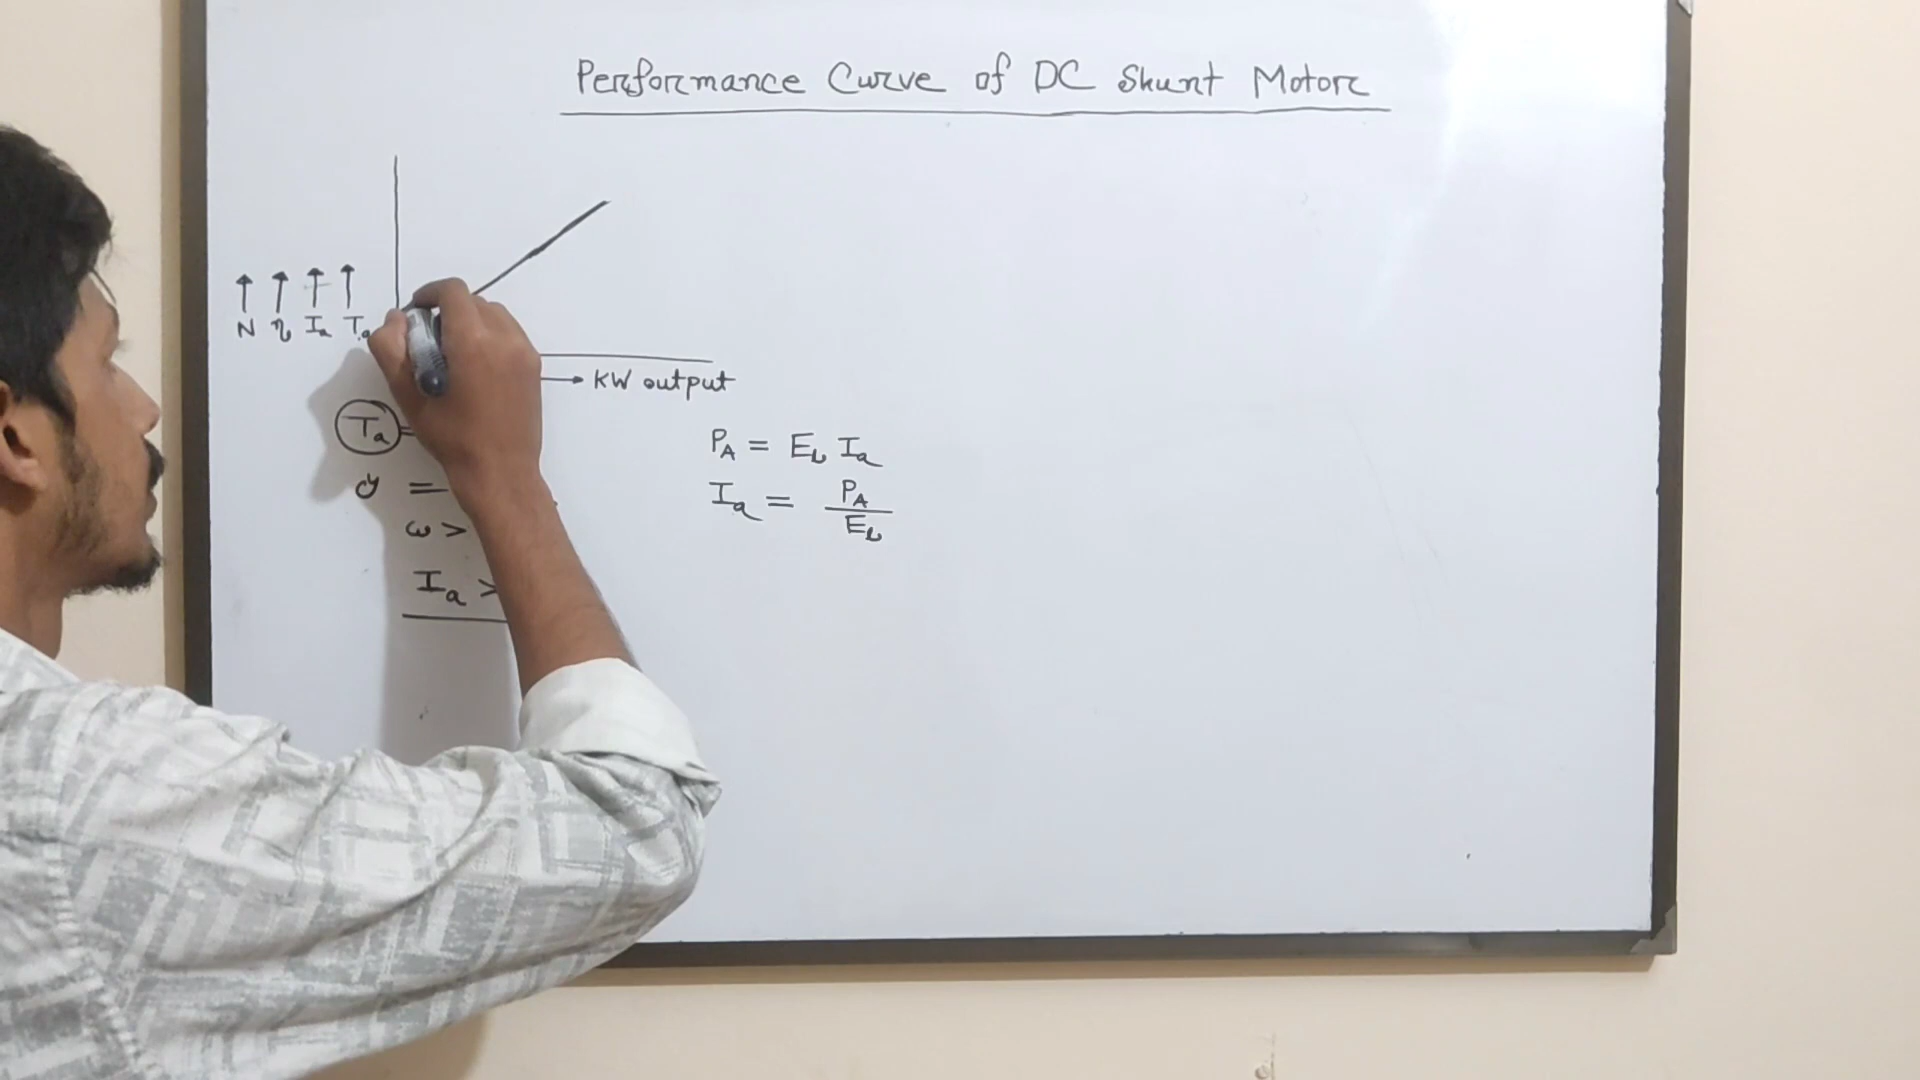 Performance Curve of DC Shunt Motor
N η Ia Ta
→ KW output
Ta =
y =
ω >
Ia >
PA = Eb Ia
Ia = PA / Eb